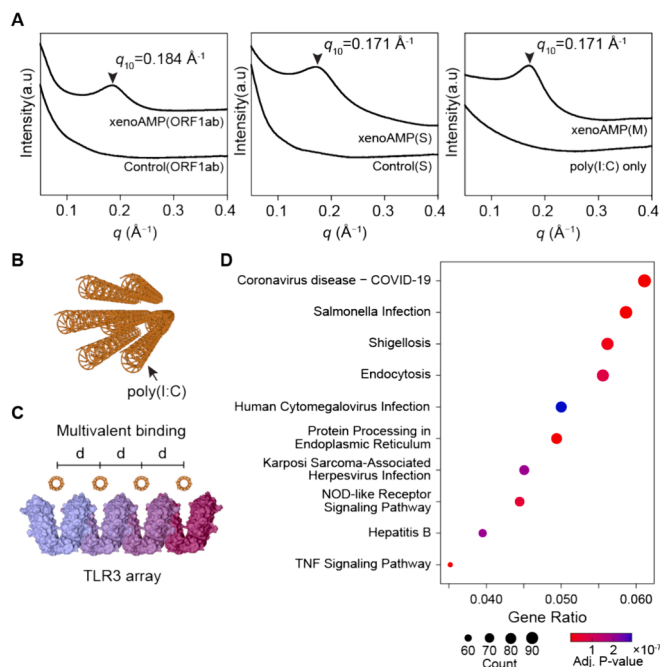 A
q10=0.184 Å⁻¹
xenoAMP(ORF1ab)
Control(ORF1ab)
Intensity(a.u)
0.1 0.2 0.3 0.4
q (Å⁻¹)
q10=0.171 Å⁻¹
xenoAMP(S)
Control(S)
Intensity(a.u)
0.1 0.2 0.3 0.4
q (Å⁻¹)
q10=0.171 Å⁻¹
xenoAMP(M)
poly(I:C) only
Intensity(a.u)
0.1 0.2 0.3 0.4
q (Å⁻¹)
B
poly(I:C)
C
Multivalent binding
d d d
TLR3 array
D
Coronavirus disease − COVID-19
Salmonella Infection
Shigellosis
Endocytosis
Human Cytomegalovirus Infection
Protein Processing in
Endoplasmic Reticulum
Karposi Sarcoma-Associated
Herpesvirus Infection
NOD-like Receptor
Signaling Pathway
Hepatitis B
TNF Signaling Pathway
0.040 0.050 0.060
Gene Ratio
60 70 80 90
Count
1 2 ×10⁻⁷
Adj. P-value